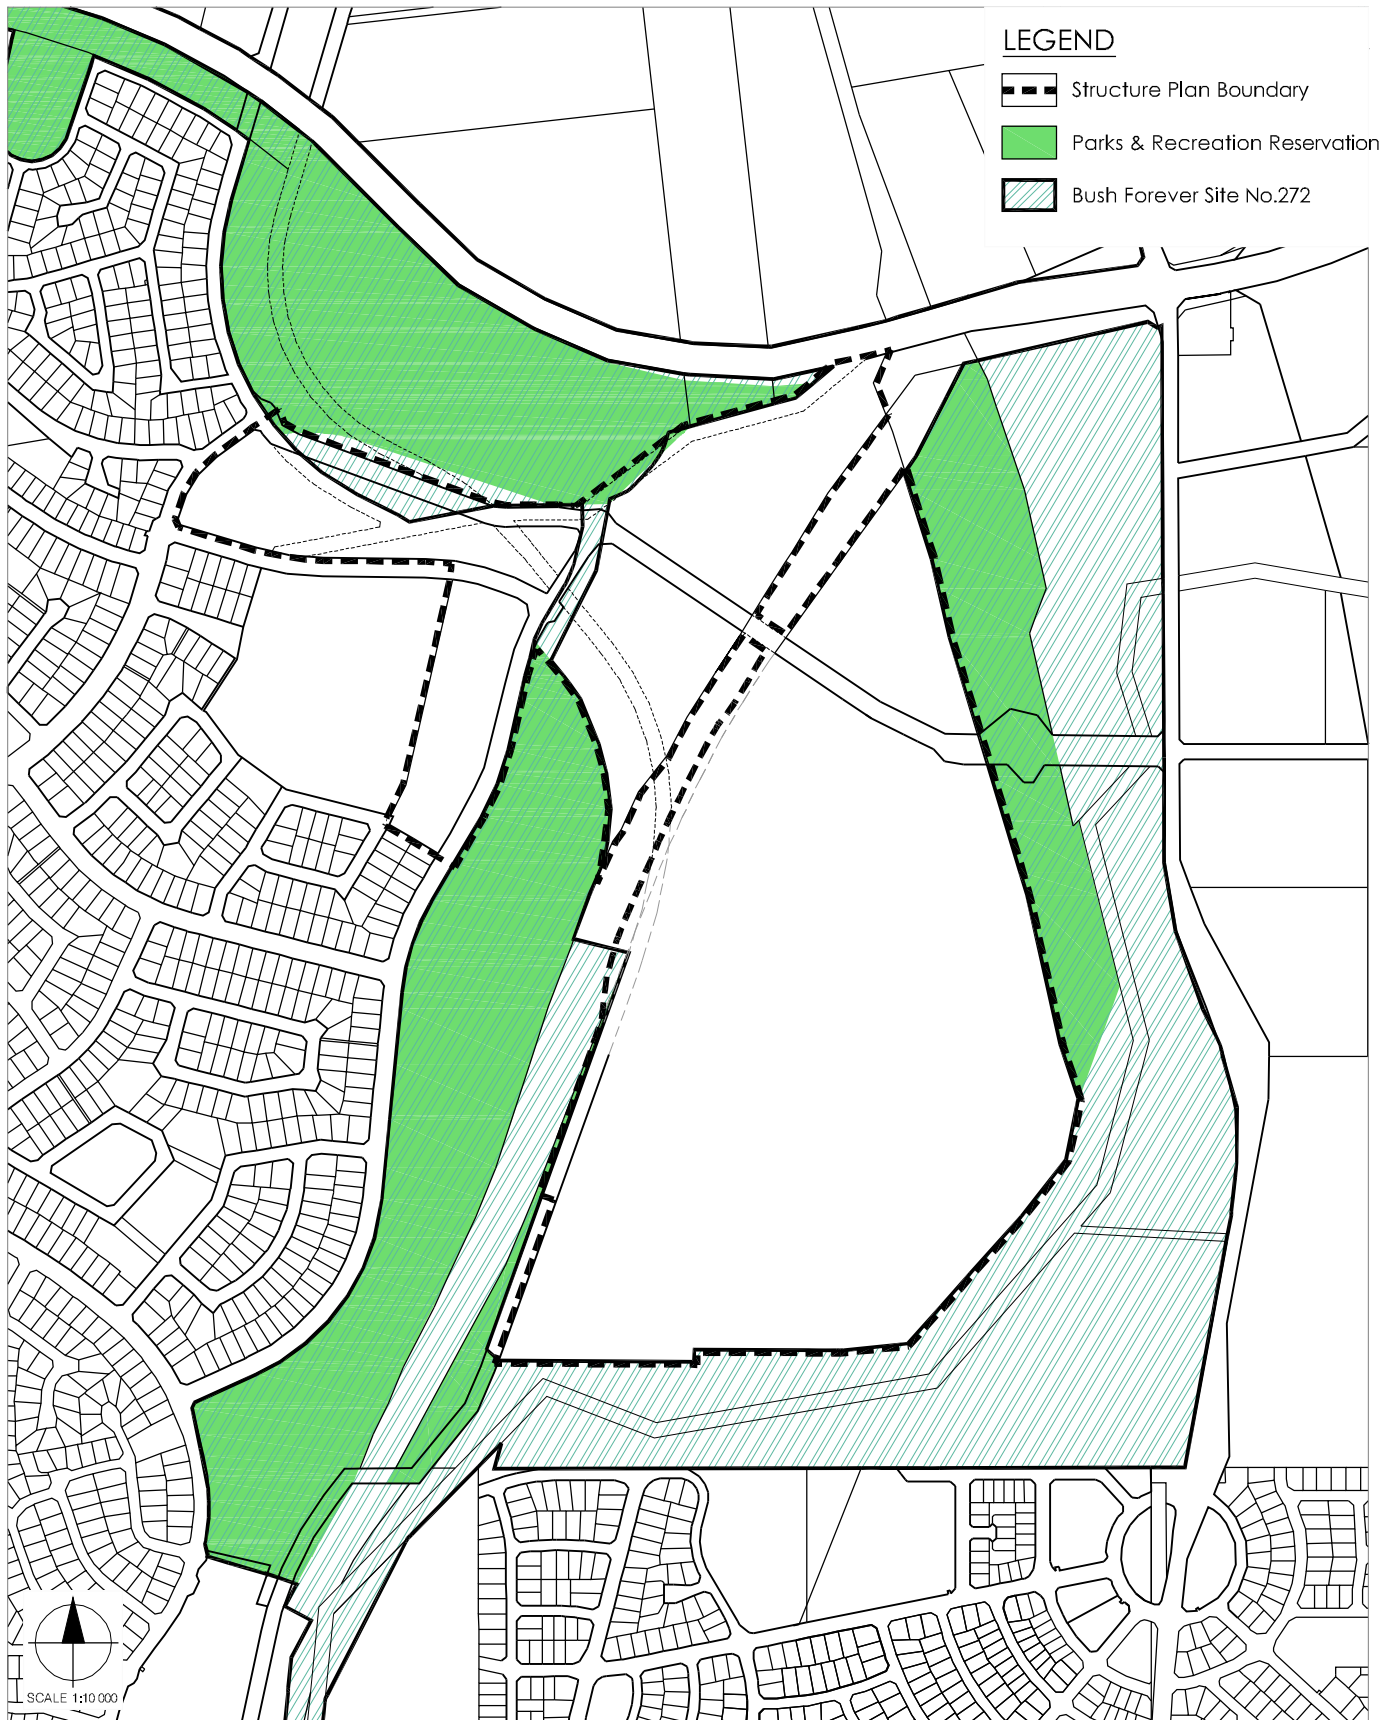 LEGEND
Structure Plan Boundary
Parks & Recreation Reservation
Bush Forever Site No.272
SCALE 1:10 000